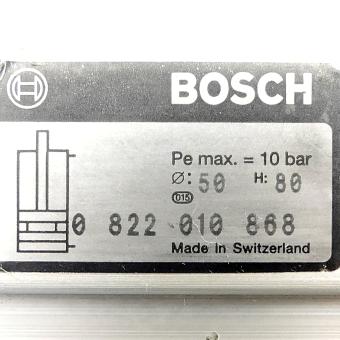 BOSCH
Pe max. = 10 bar
Ø: 50 H: 80
015
0 822 010 868
Made in Switzerland